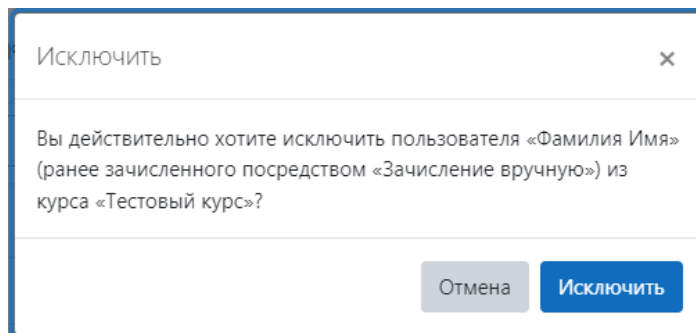 Исключить
×
Вы действительно хотите исключить пользователя «Фамилия Имя»
(ранее зачисленного посредством «Зачисление вручную») из
курса «Тестовый курс»?
Отмена
Исключить